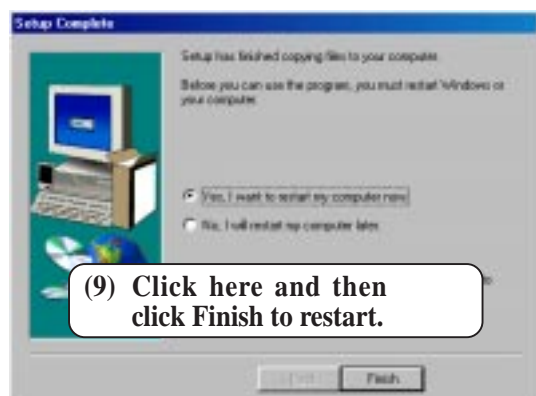 Setup Complete
Setup has finished copying files to your computer.
Before you can use the program, you must restart Windows or
your computer.
Yes, I want to restart my computer now.
No, I will restart my computer later.
(9) Click here and then
click Finish to restart.
Finish